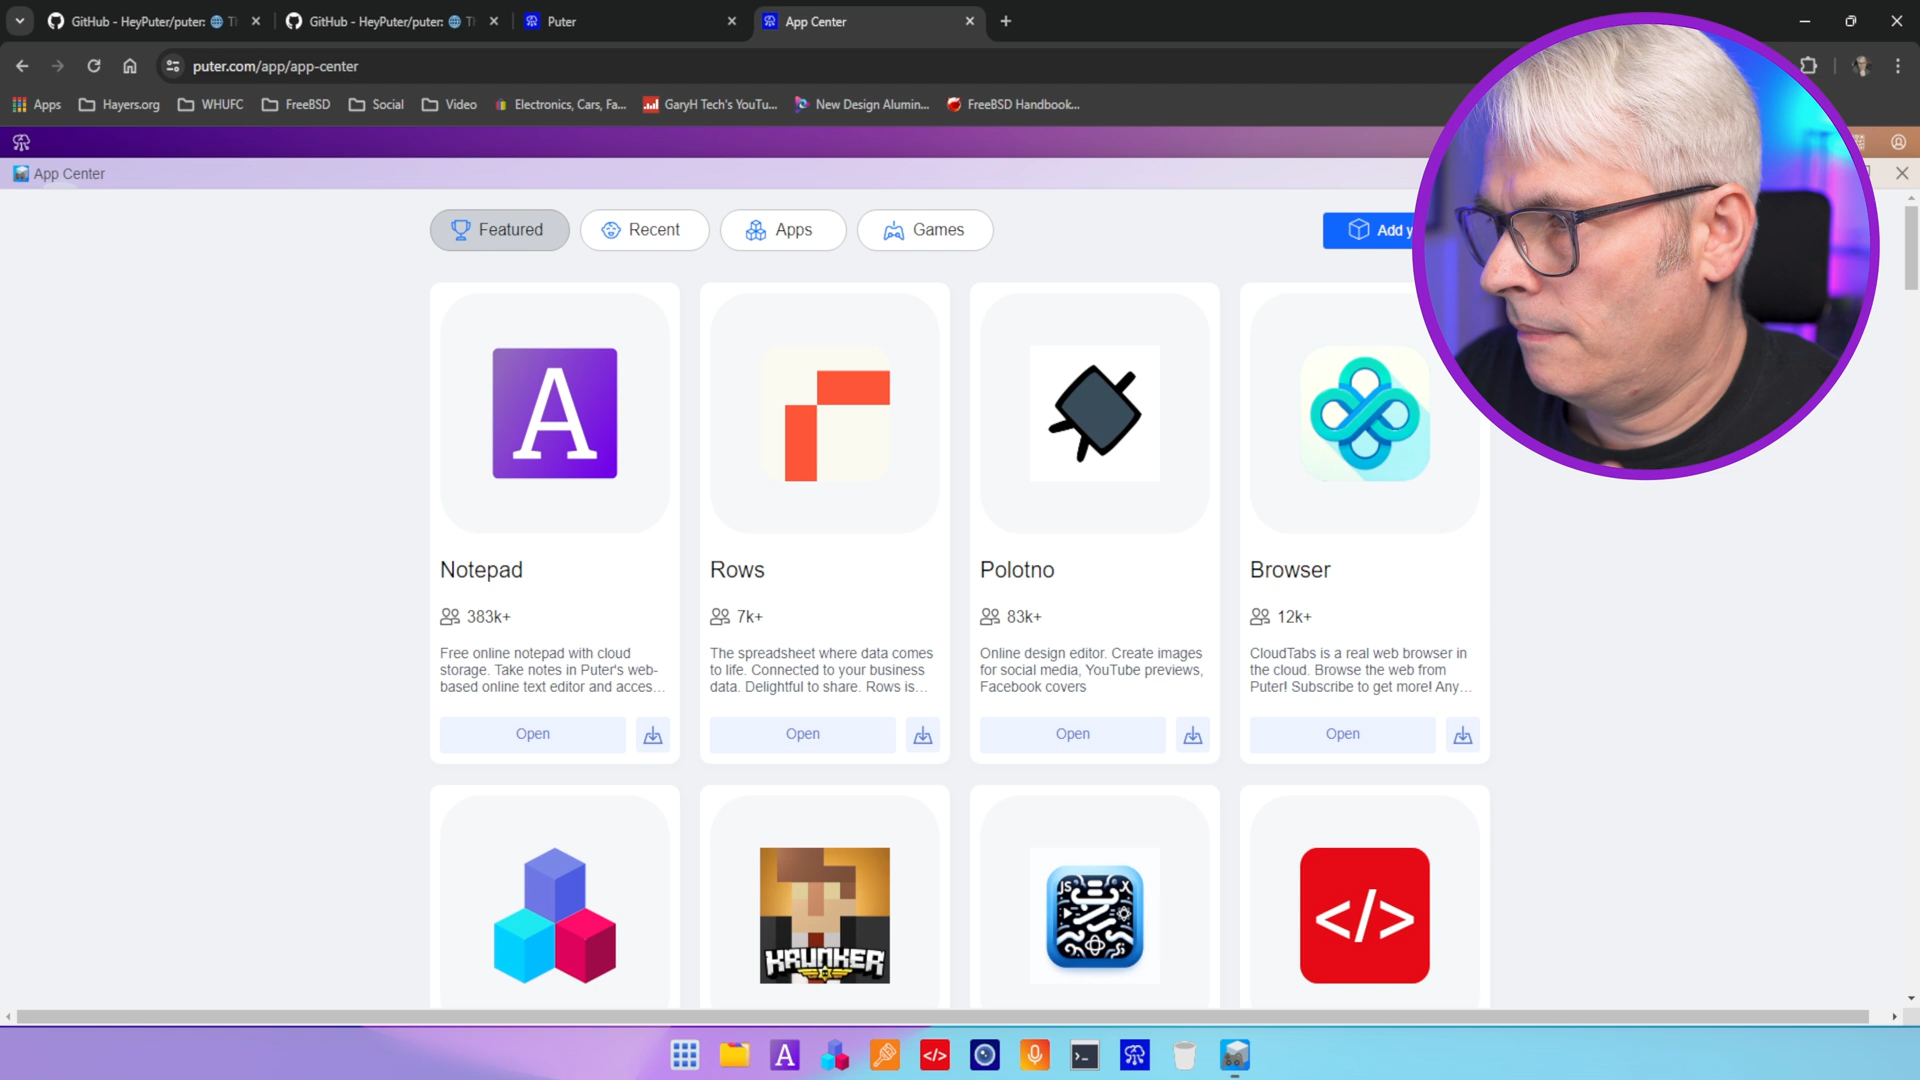 GitHub - HeyPuter/puter: 🌐 T
GitHub - HeyPuter/puter: 🌐 T
Puter
App Center
puter.com/app/app-center
Apps
Hayers.org
WHUFC
FreeBSD
Social
Video
Electronics, Cars, Fa...
GaryH Tech's YouTu...
New Design Alumin...
FreeBSD Handbook...
App Center
Featured
Recent
Apps
Games
Add y
A
Notepad
383k+
Free online notepad with cloud
storage. Take notes in Puter's web-
based online text editor and acces...
Open
Rows
7k+
The spreadsheet where data comes
to life. Connected to your business
data. Delightful to share. Rows is...
Open
Polotno
83k+
Online design editor. Create images
for social media, YouTube previews,
Facebook covers
Open
Browser
12k+
CloudTabs is a real web browser in
the cloud. Browse the web from
Puter! Subscribe to get more! Any...
Open
KRUNKER
JS X
</>
A
</>
>_